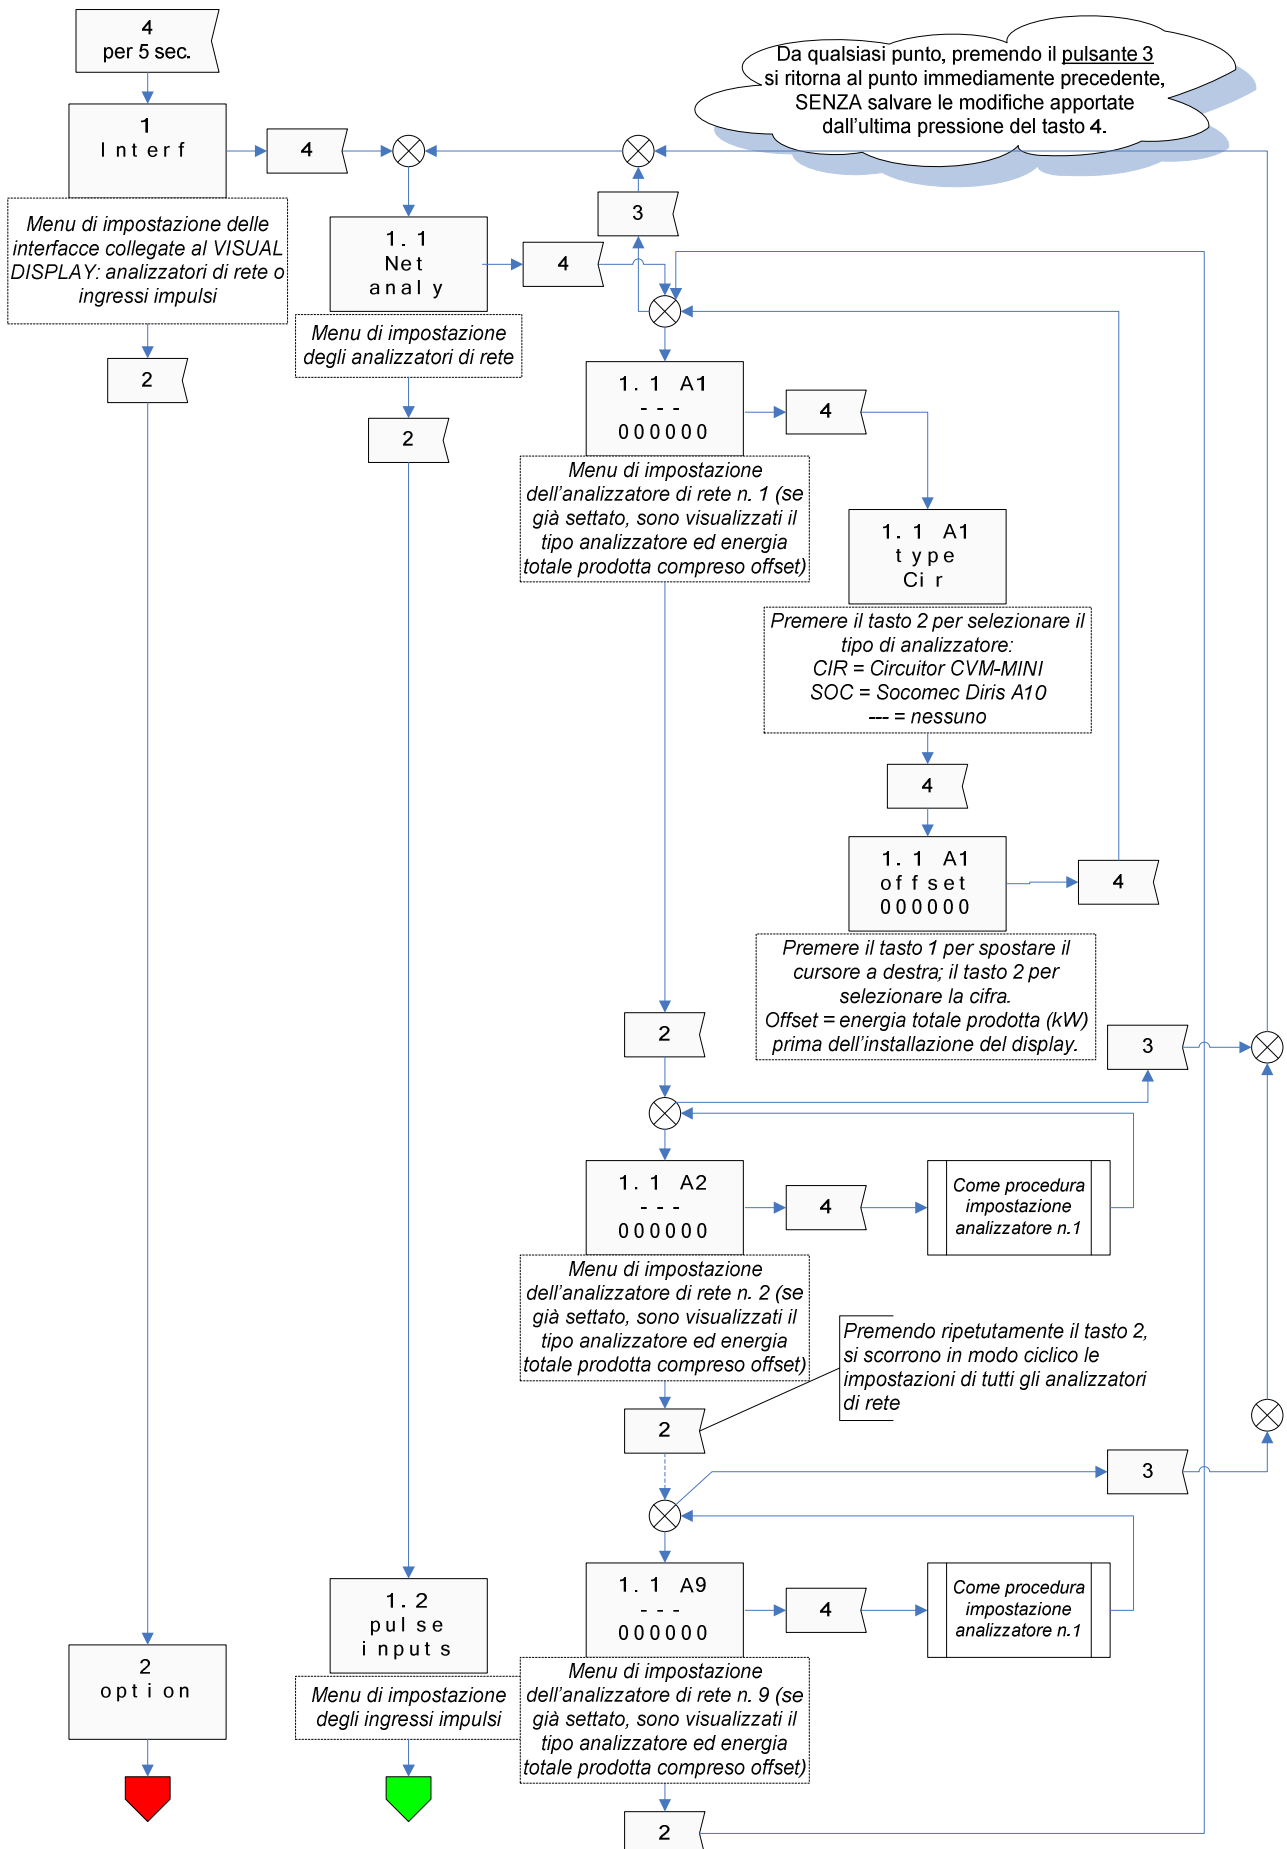 4
per 5 sec.
Da qualsiasi punto, premendo il pulsante 3
si ritorna al punto immediamente precedente,
SENZA salvare le modifiche apportate
dall'ultima pressione del tasto 4.
1
Interf
4
Menu di impostazione delle
interfacce collegate al VISUAL
DISPLAY: analizzatori di rete o
ingressi impulsi
2
3
1.1
Net
analy
4
Menu di impostazione
degli analizzatori di rete
2
1.1 A1
---
000000
4
Menu di impostazione
dell'analizzatore di rete n. 1 (se
già settato, sono visualizzati il
tipo analizzatore ed energia
totale prodotta compreso offset)
1.1 A1
type
Cir
Premere il tasto 2 per selezionare il
tipo di analizzatore:
CIR = Circuitor CVM-MINI
SOC = Socomec Diris A10
--- = nessuno
4
1.1 A1
offset
000000
4
Premere il tasto 1 per spostare il
cursore a destra; il tasto 2 per
selezionare la cifra.
Offset = energia totale prodotta (kW)
prima dell'installazione del display.
2
3
1.1 A2
---
000000
4
Come procedura
impostazione
analizzatore n.1
Menu di impostazione
dell'analizzatore di rete n. 2 (se
già settato, sono visualizzati il
tipo analizzatore ed energia
totale prodotta compreso offset)
Premendo ripetutamente il tasto 2,
si scorrono in modo ciclico le
impostazioni di tutti gli analizzatori
di rete
2
3
1.1 A9
---
000000
4
Come procedura
impostazione
analizzatore n.1
1.2
pulse
inputs
Menu di impostazione
degli ingressi impulsi
2
option
Menu di impostazione
dell'analizzatore di rete n. 9 (se
già settato, sono visualizzati il
tipo analizzatore ed energia
totale prodotta compreso offset)
2